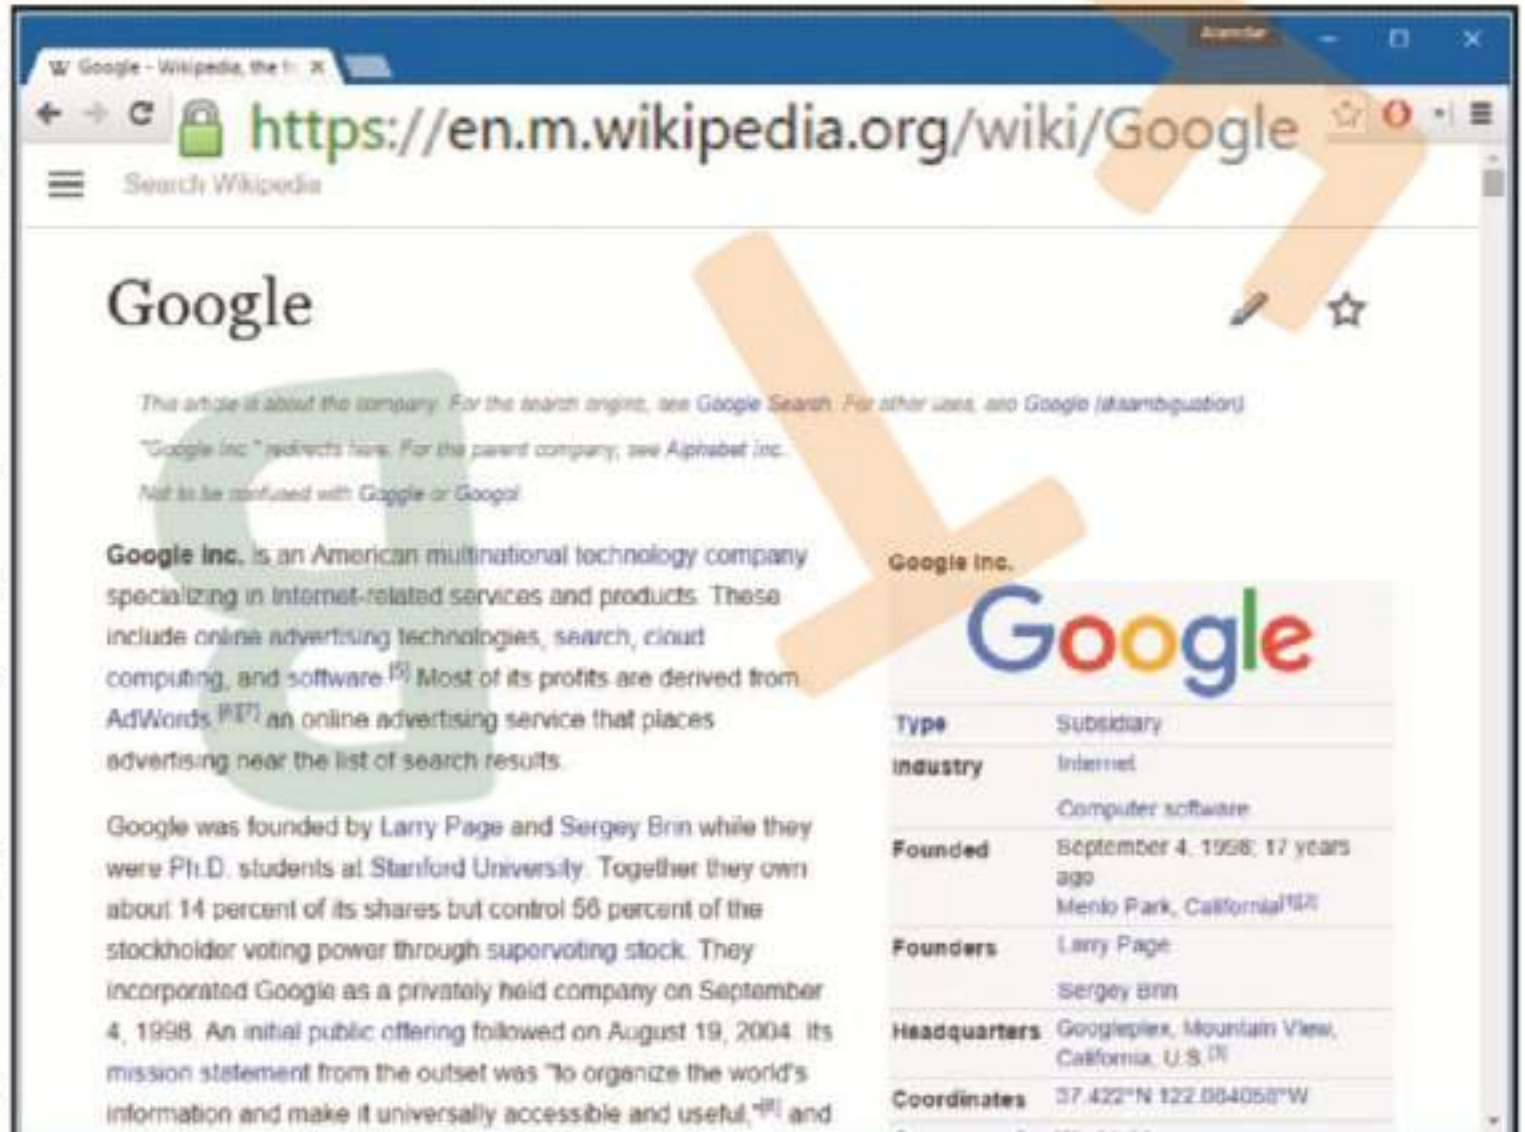 Google - Wikipedia, the fr
https://en.m.wikipedia.org/wiki/Google
Search Wikipedia
Google
This article is about the company. For the search engine, see Google Search. For other uses, see Google (disambiguation).
"Google Inc." redirects here. For the parent company, see Alphabet Inc.
Not to be confused with Goggle or Googol
Google Inc. is an American multinational technology company
specializing in Internet-related services and products. These
include online advertising technologies, search, cloud
computing, and software.[5] Most of its profits are derived from
AdWords,[6][7] an online advertising service that places
advertising near the list of search results.
Google was founded by Larry Page and Sergey Brin while they
were Ph.D. students at Stanford University. Together they own
about 14 percent of its shares but control 56 percent of the
stockholder voting power through supervoting stock. They
incorporated Google as a privately held company on September
4, 1998. An initial public offering followed on August 19, 2004. Its
mission statement from the outset was "to organize the world's
information and make it universally accessible and useful,"[8] and
Google Inc.
Google
Type Subsidiary
Industry Internet
Computer software
Founded September 4, 1998; 17 years
ago
Menlo Park, California[1][2]
Founders Larry Page
Sergey Brin
Headquarters Googleplex, Mountain View,
California, U.S.[3]
Coordinates 37.422°N 122.084058°W